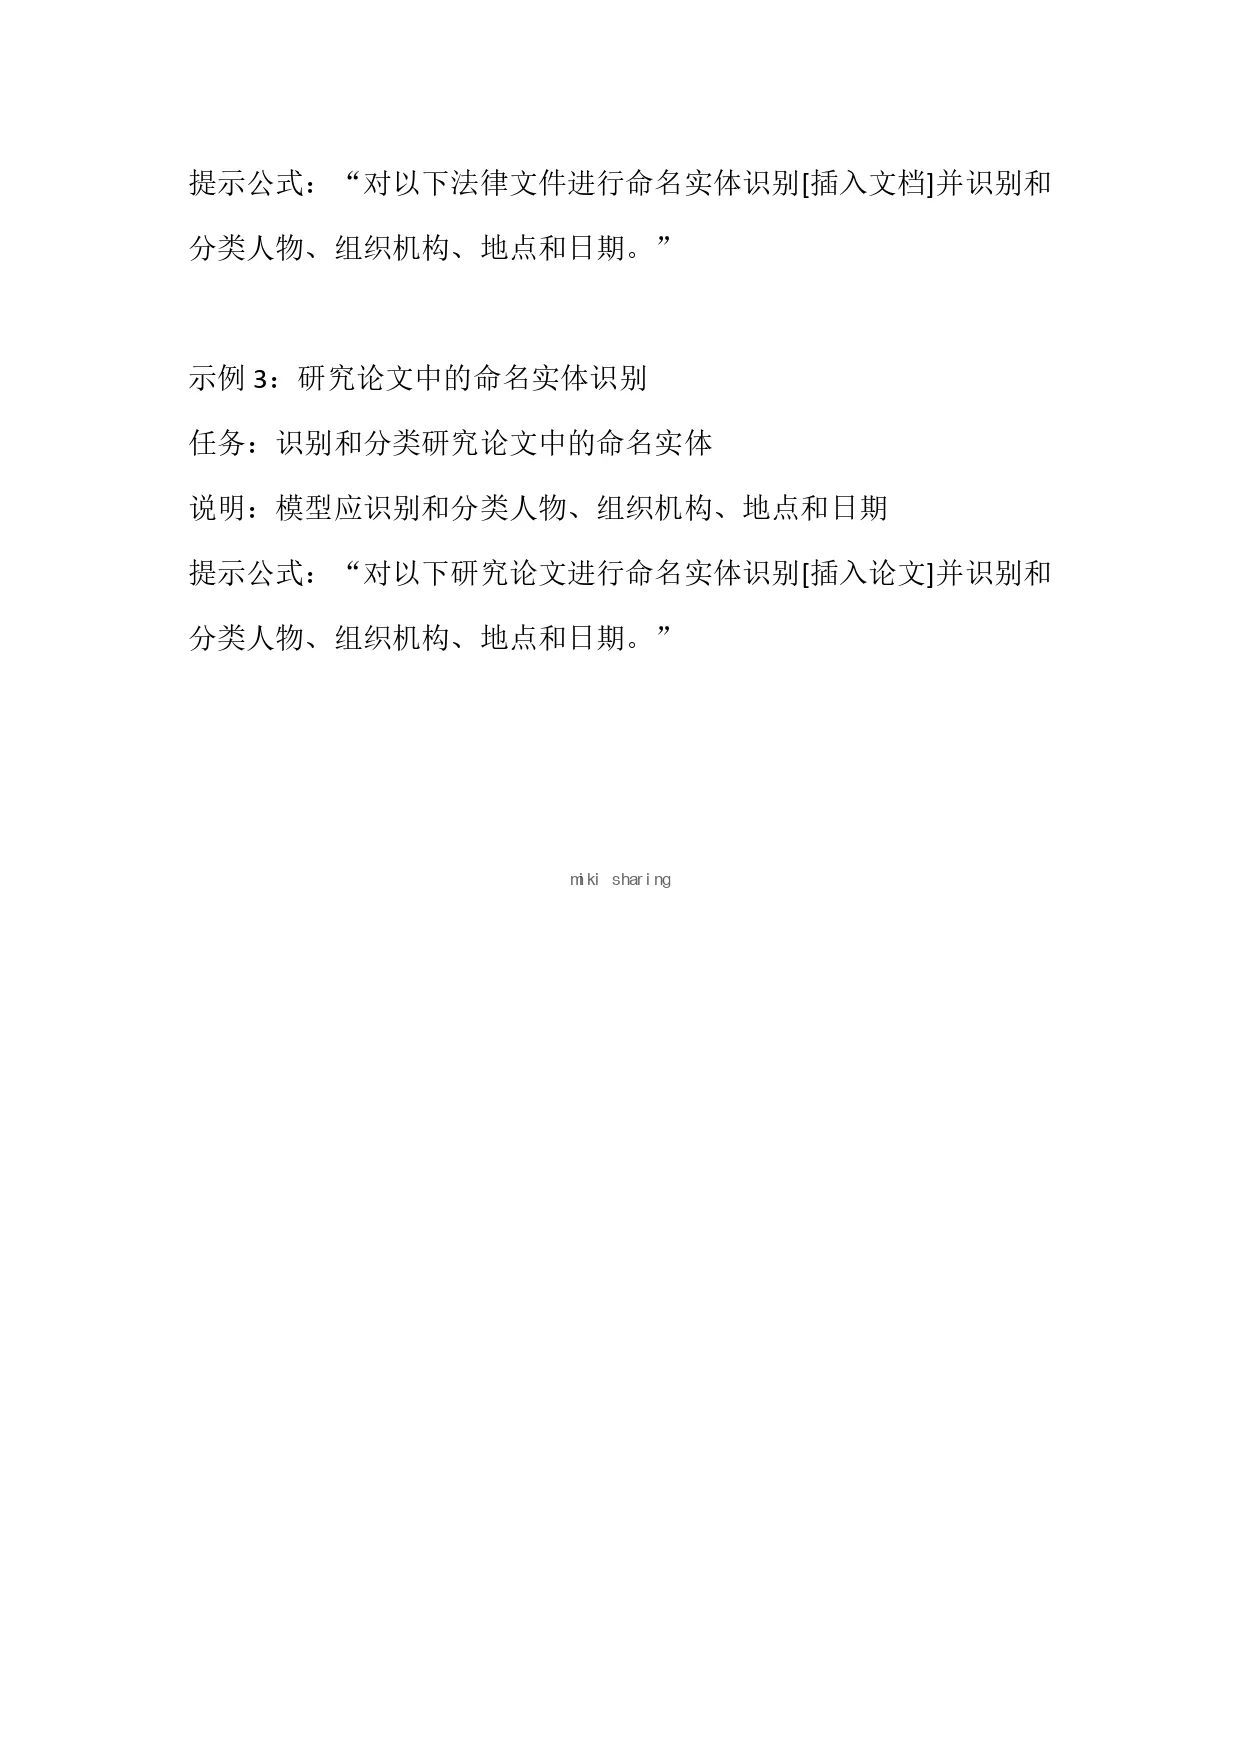 提示公式：“对以下法律文件进行命名实体识别[插入文档]并识别和
分类人物、组织机构、地点和日期。”
示例 3：研究论文中的命名实体识别
任务：识别和分类研究论文中的命名实体
说明：模型应识别和分类人物、组织机构、地点和日期
提示公式：“对以下研究论文进行命名实体识别[插入论文]并识别和
分类人物、组织机构、地点和日期。”
miki sharing